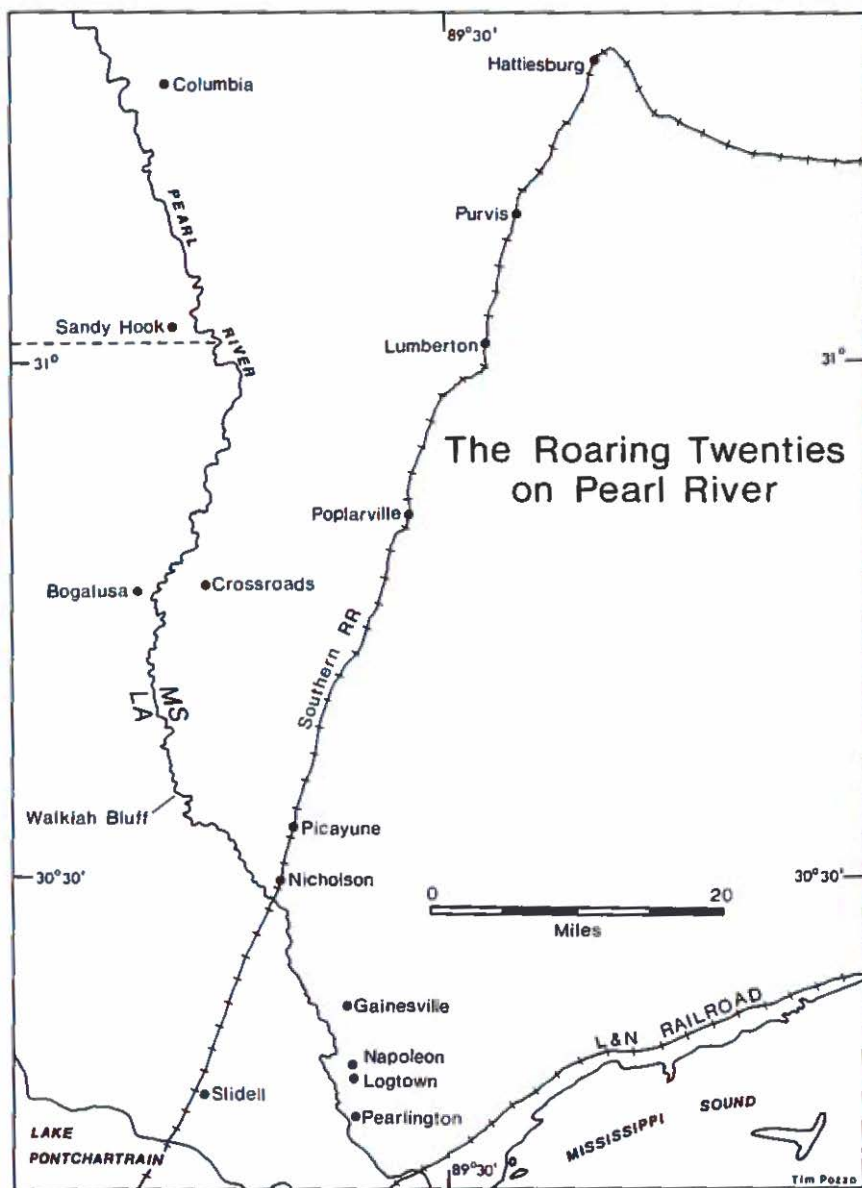 89°30'
Hattiesburg
Columbia
PEARL
RIVER
Purvis
Sandy Hook
Lumberton
31°
31°
The Roaring Twenties
on Pearl River
Poplarville
Bogalusa
Crossroads
Southern RR
LA
MS
Walkiah Bluff
Picayune
30°30'
Nicholson
30°30'
0
20
Miles
Gainesville
L&N RAILROAD
Napoleon
Logtown
Slidell
Pearlington
LAKE
PONTCHARTRAIN
MISSISSIPPI SOUND
89°30'
Tim Pozzo